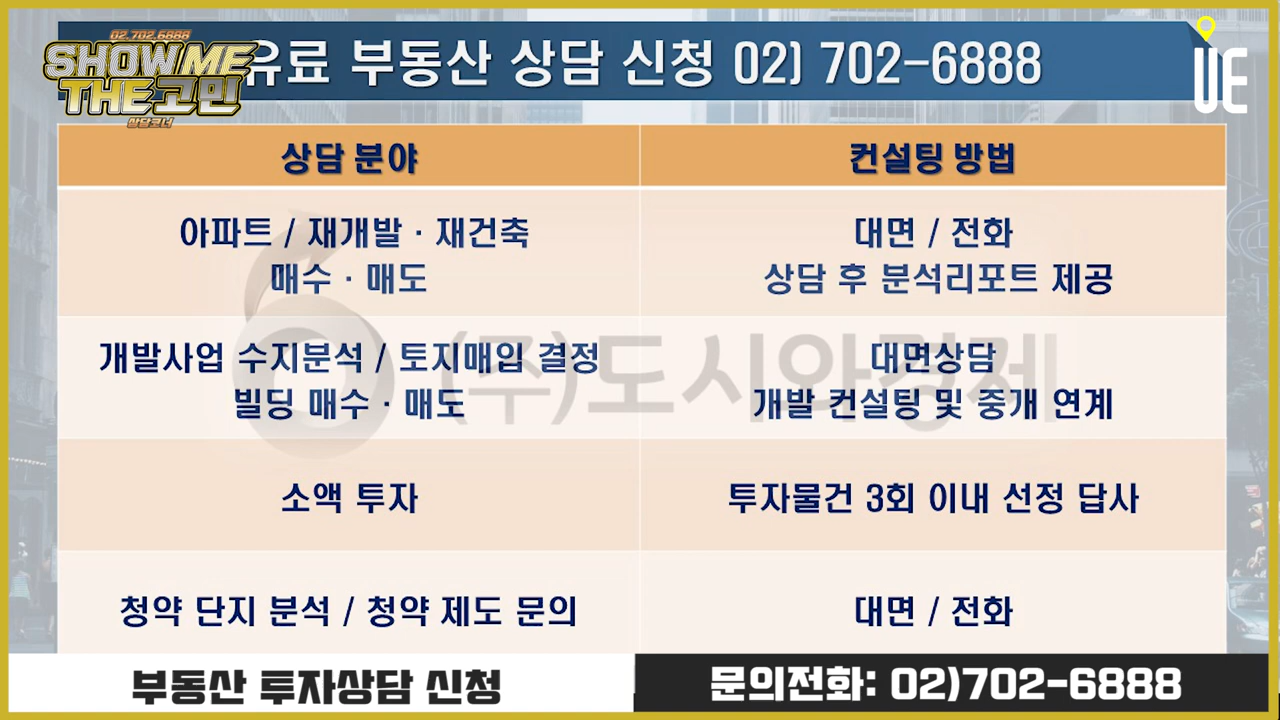 02.702.6888
SHOW ME
THE 고민
상담코너
유료 부동산 상담 신청 02) 702-6888
UE
상담 분야
컨설팅 방법
아파트 / 재개발 · 재건축
매수 · 매도
대면 / 전화
상담 후 분석리포트 제공
개발사업 수지분석 / 토지매입 결정
빌딩 매수 · 매도
대면상담
개발 컨설팅 및 중개 연계
(주)도시와경제
소액 투자
투자물건 3회 이내 선정 답사
청약 단지 분석 / 청약 제도 문의
대면 / 전화
부동산 투자상담 신청
문의전화: 02)702-6888